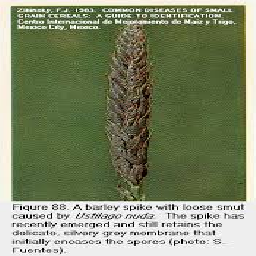 Zillinsky, F.J. 1983. COMMON DISEASES OF SMALL
GRAIN CEREALS: A GUIDE TO IDENTIFICATION.
Centro Internacional de Mejoramiento de Maiz y Trigo,
Mexico City, Mexico.
Figure 88. A barley spike with loose smut
caused by Ustilago nuda. The spike has
recently emerged and still retains the
delicate, silvery grey membrane that
initially encases the spores (photo: S.
Fuentes).